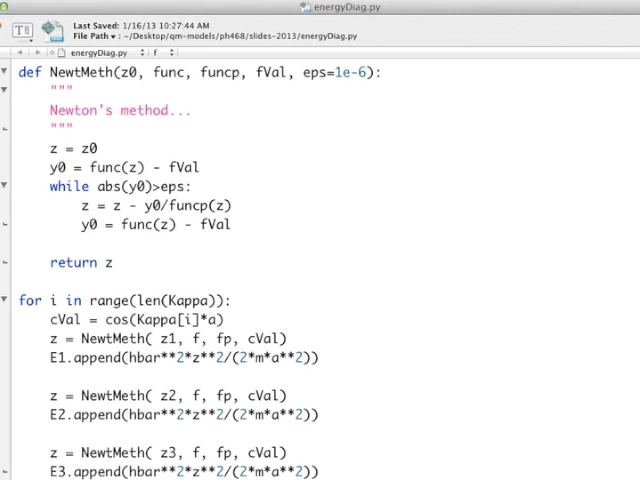 energyDiag.py
Last Saved: 1/16/13 10:27:44 AM
File Path ▾ : ~/Desktop/qm-models/ph468/slides-2013/energyDiag.py
energyDiag.py f
def NewtMeth(z0, func, funcp, fVal, eps=1e-6):
"""
Newton's method...
"""
z = z0
y0 = func(z) - fVal
while abs(y0)>eps:
z = z - y0/funcp(z)
y0 = func(z) - fVal
return z
for i in range(len(Kappa)):
cVal = cos(Kappa[i]*a)
z = NewtMeth( z1, f, fp, cVal)
E1.append(hbar**2*z**2/(2*m*a**2))
z = NewtMeth( z2, f, fp, cVal)
E2.append(hbar**2*z**2/(2*m*a**2))
z = NewtMeth( z3, f, fp, cVal)
E3.append(hbar**2*z**2/(2*m*a**2))